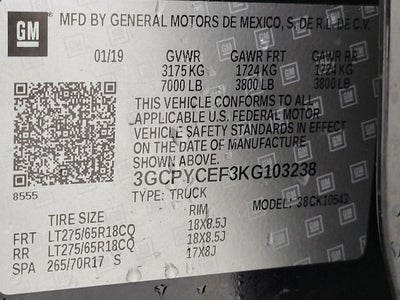 GM
MFD BY GENERAL MOTORS DE MEXICO, S. DE R.L. DE C.V.
01/19 GVWR GAWR FRT GAWR RR
3175 KG 1724 KG 1724 KG
7000 LB 3800 LB 3800 LB
THIS VEHICLE CONFORMS TO ALL
APPLICABLE U.S. FEDERAL MOTOR
VEHICLE SAFETY STANDARDS IN EFFECT
ON THE DATE OF MANUFACTURE SHOWN ABOVE.
3GCPYCEF3KG103238
8555 TYPE: TRUCK MODEL: 38CK10543
TIRE SIZE RIM
FRT LT275/65R18CQ 18X8.5J
RR LT275/65R18CQ 18X8.5J
SPA 265/70R17 S 17X8J